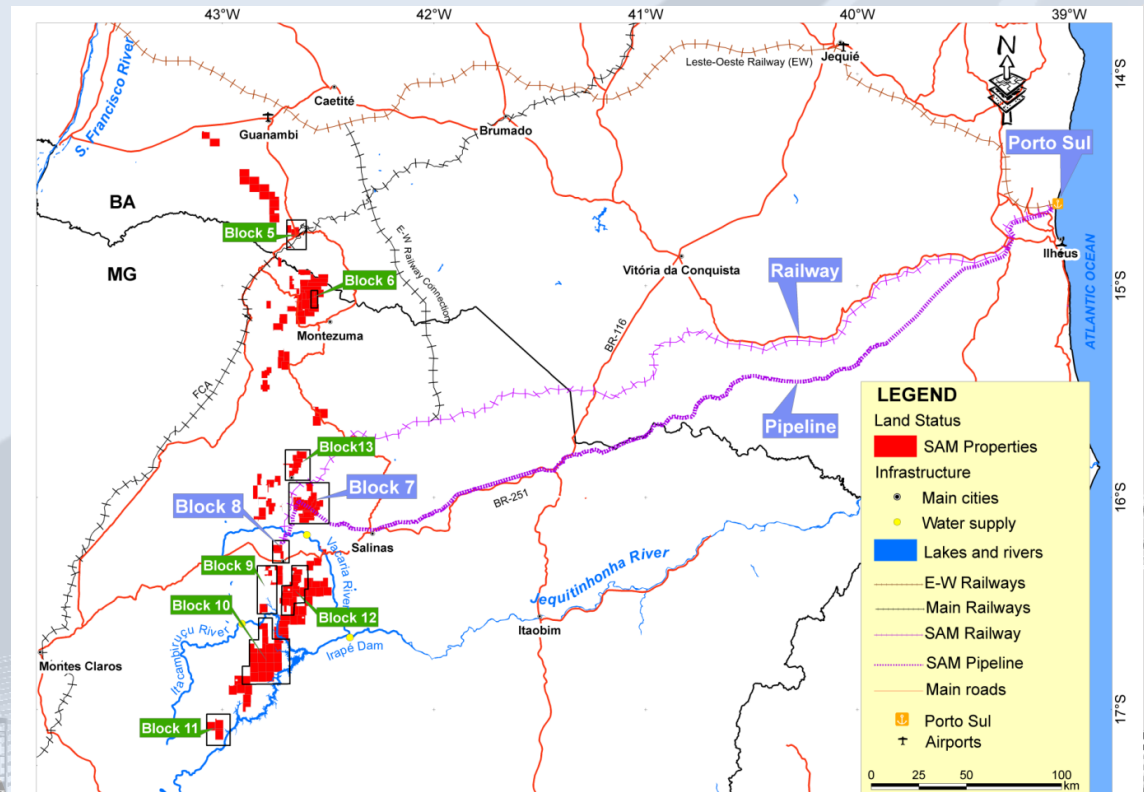 43°W
42°W
41°W
40°W
39°W
14°S
15°S
16°S
17°S
S. Francisco River
Caetité
Guanambi
Brumado
Leste-Oeste Railway (EW)
Jequié
N
Porto Sul
BA
MG
Block 5
Block 6
E-W Railway Connection
Vitória da Conquista
Railway
Ilhéus
ATLANTIC OCEAN
Montezuma
BR-116
FCA
Pipeline
Block13
Block 7
Block 8
BR-251
Salinas
Vacaria River
Block 9
Block 10
Block 12
Jequitinhonha River
Itacambiruçu River
Irapé Dam
Itaobim
Montes Claros
Block 11
LEGEND
Land Status
SAM Properties
Infrastructure
Main cities
Water supply
Lakes and rivers
E-W Railways
Main Railways
SAM Railway
SAM Pipeline
Main roads
Porto Sul
Airports
0 25 50 100
km